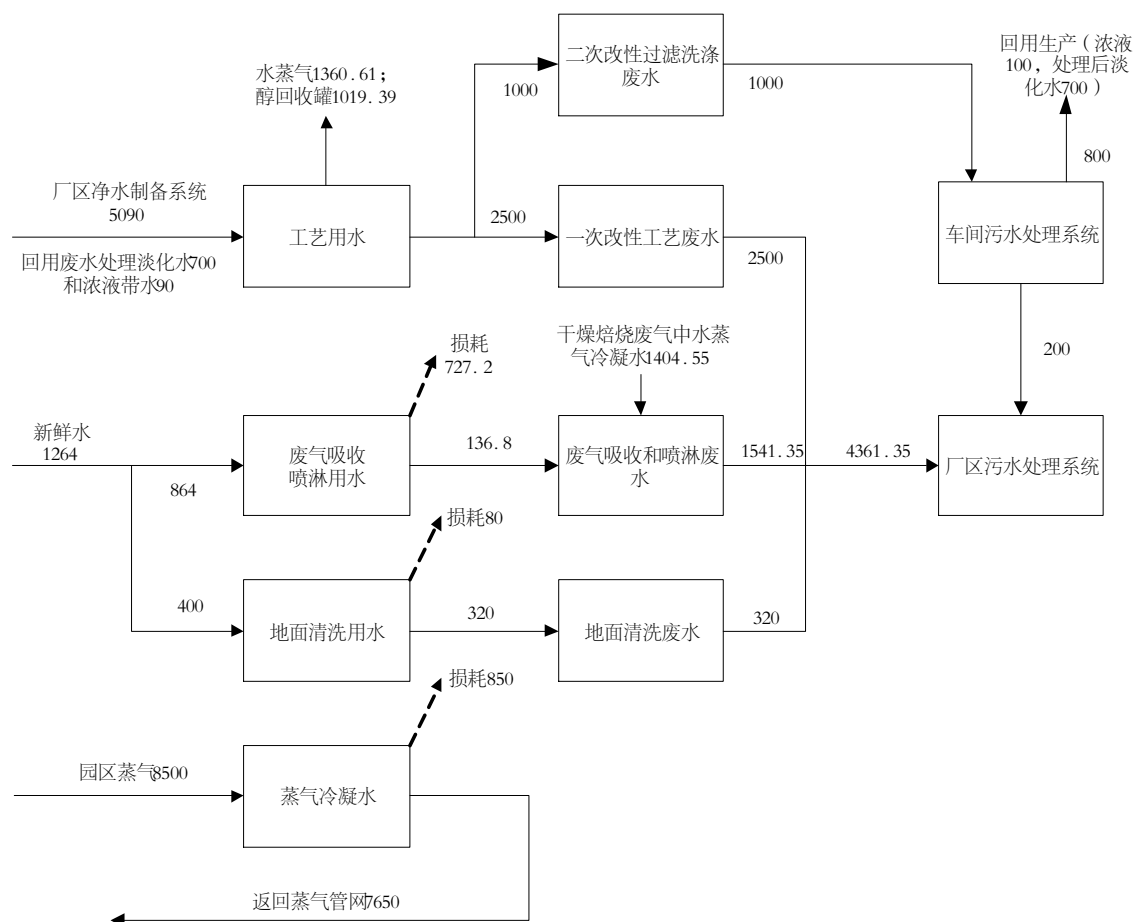 水蒸气1360.61；
醇回收罐1019.39
1000
二次改性过滤洗涤
废水
1000
回用生产（浓液
100，处理后淡
化水700）
800
厂区净水制备系统
5090
回用废水处理淡化水700
和浓液带水90
工艺用水
2500
一次改性工艺废水
2500
车间污水处理系统
200
损耗
727.2
干燥焙烧废气中水蒸
气冷凝水1404.55
新鲜水
1264
864
废气吸收
喷淋用水
136.8
废气吸收和喷淋废
水
1541.35
4361.35
厂区污水处理系统
损耗80
400
地面清洗用水
320
地面清洗废水
320
损耗850
园区蒸气8500
蒸气冷凝水
返回蒸气管网7650